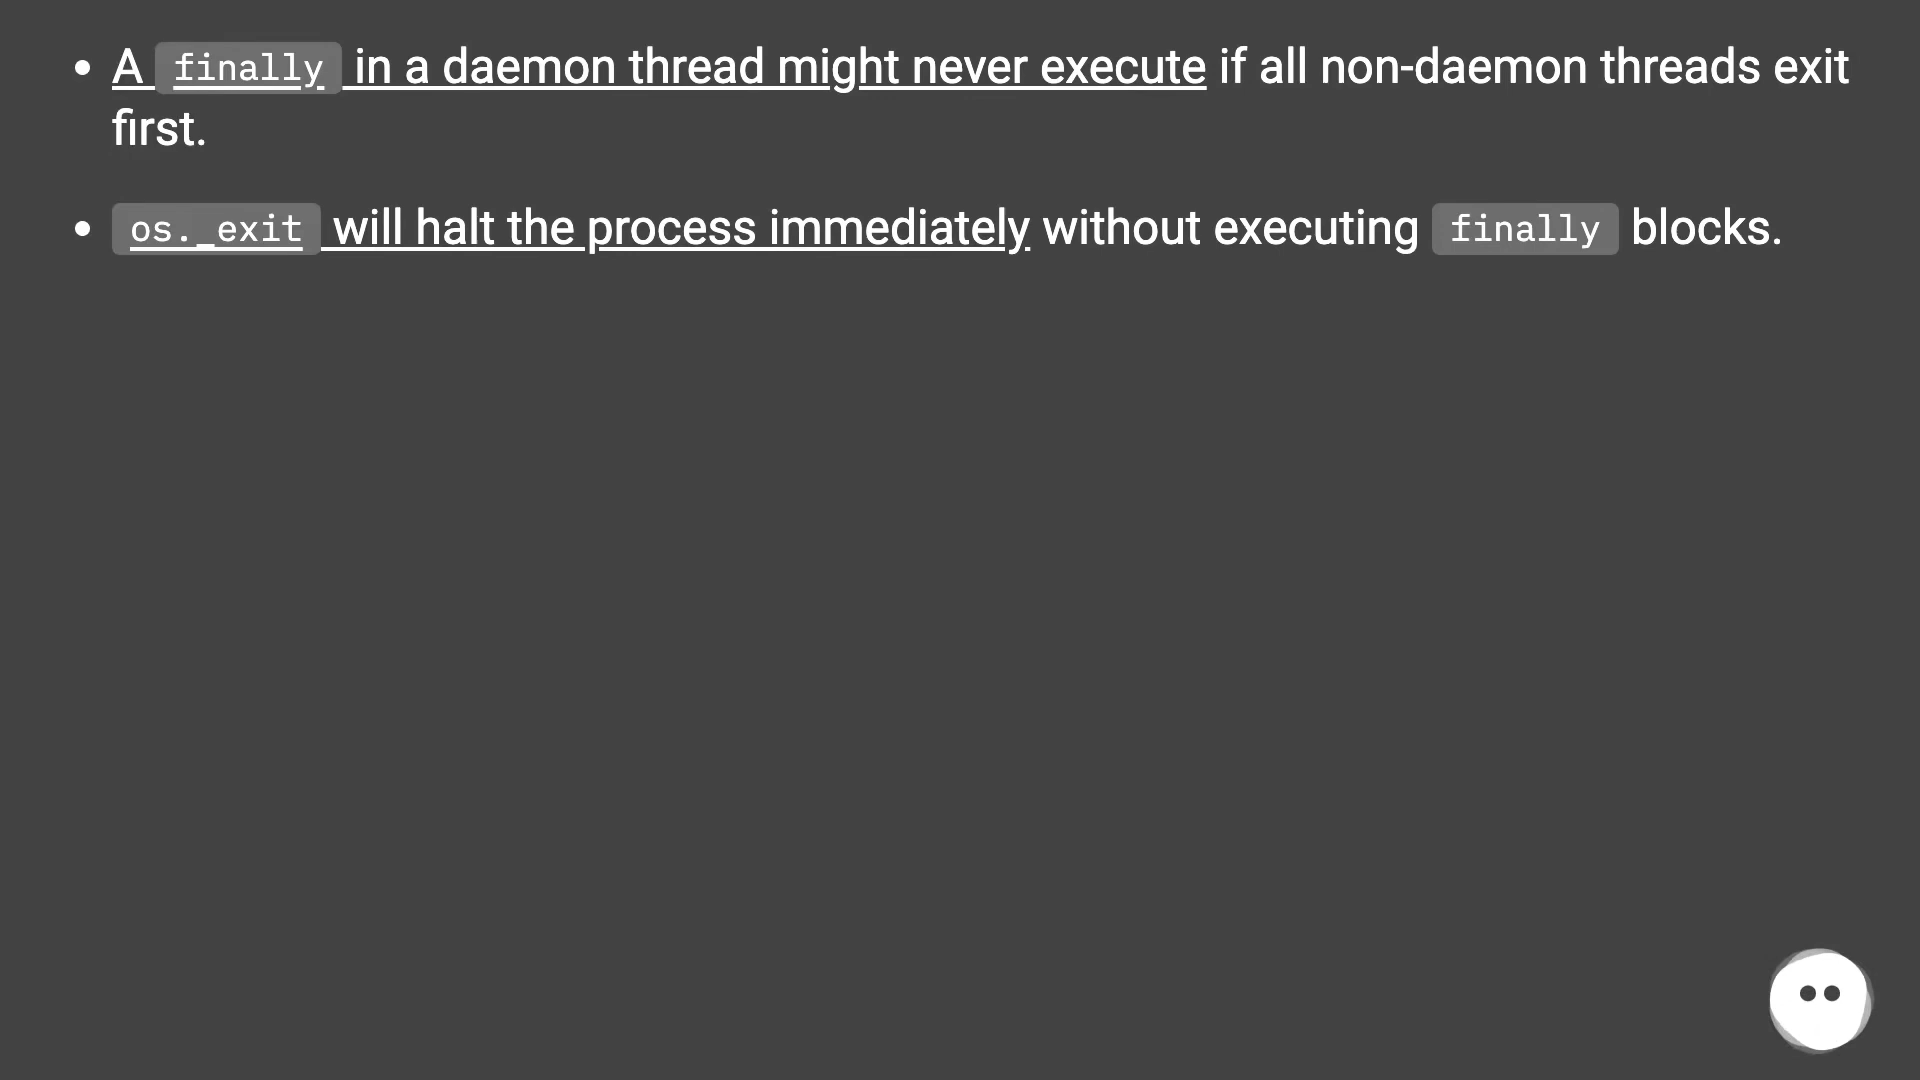 • A finally in a daemon thread might never execute if all non-daemon threads exit
first.
• os._exit will halt the process immediately without executing finally blocks.